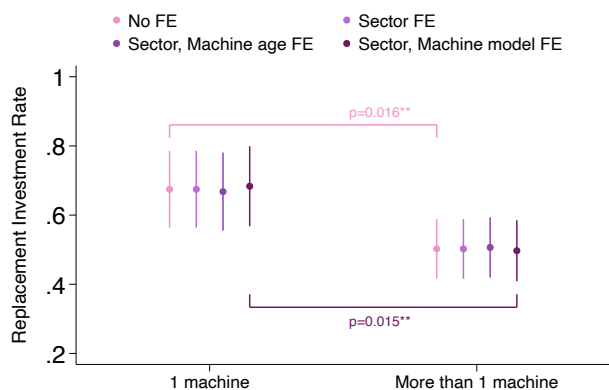 No FE
Sector FE
Sector, Machine age FE
Sector, Machine model FE
Replacement Investment Rate
1
.8
.6
.4
.2
p=0.016**
p=0.015**
1 machine
More than 1 machine